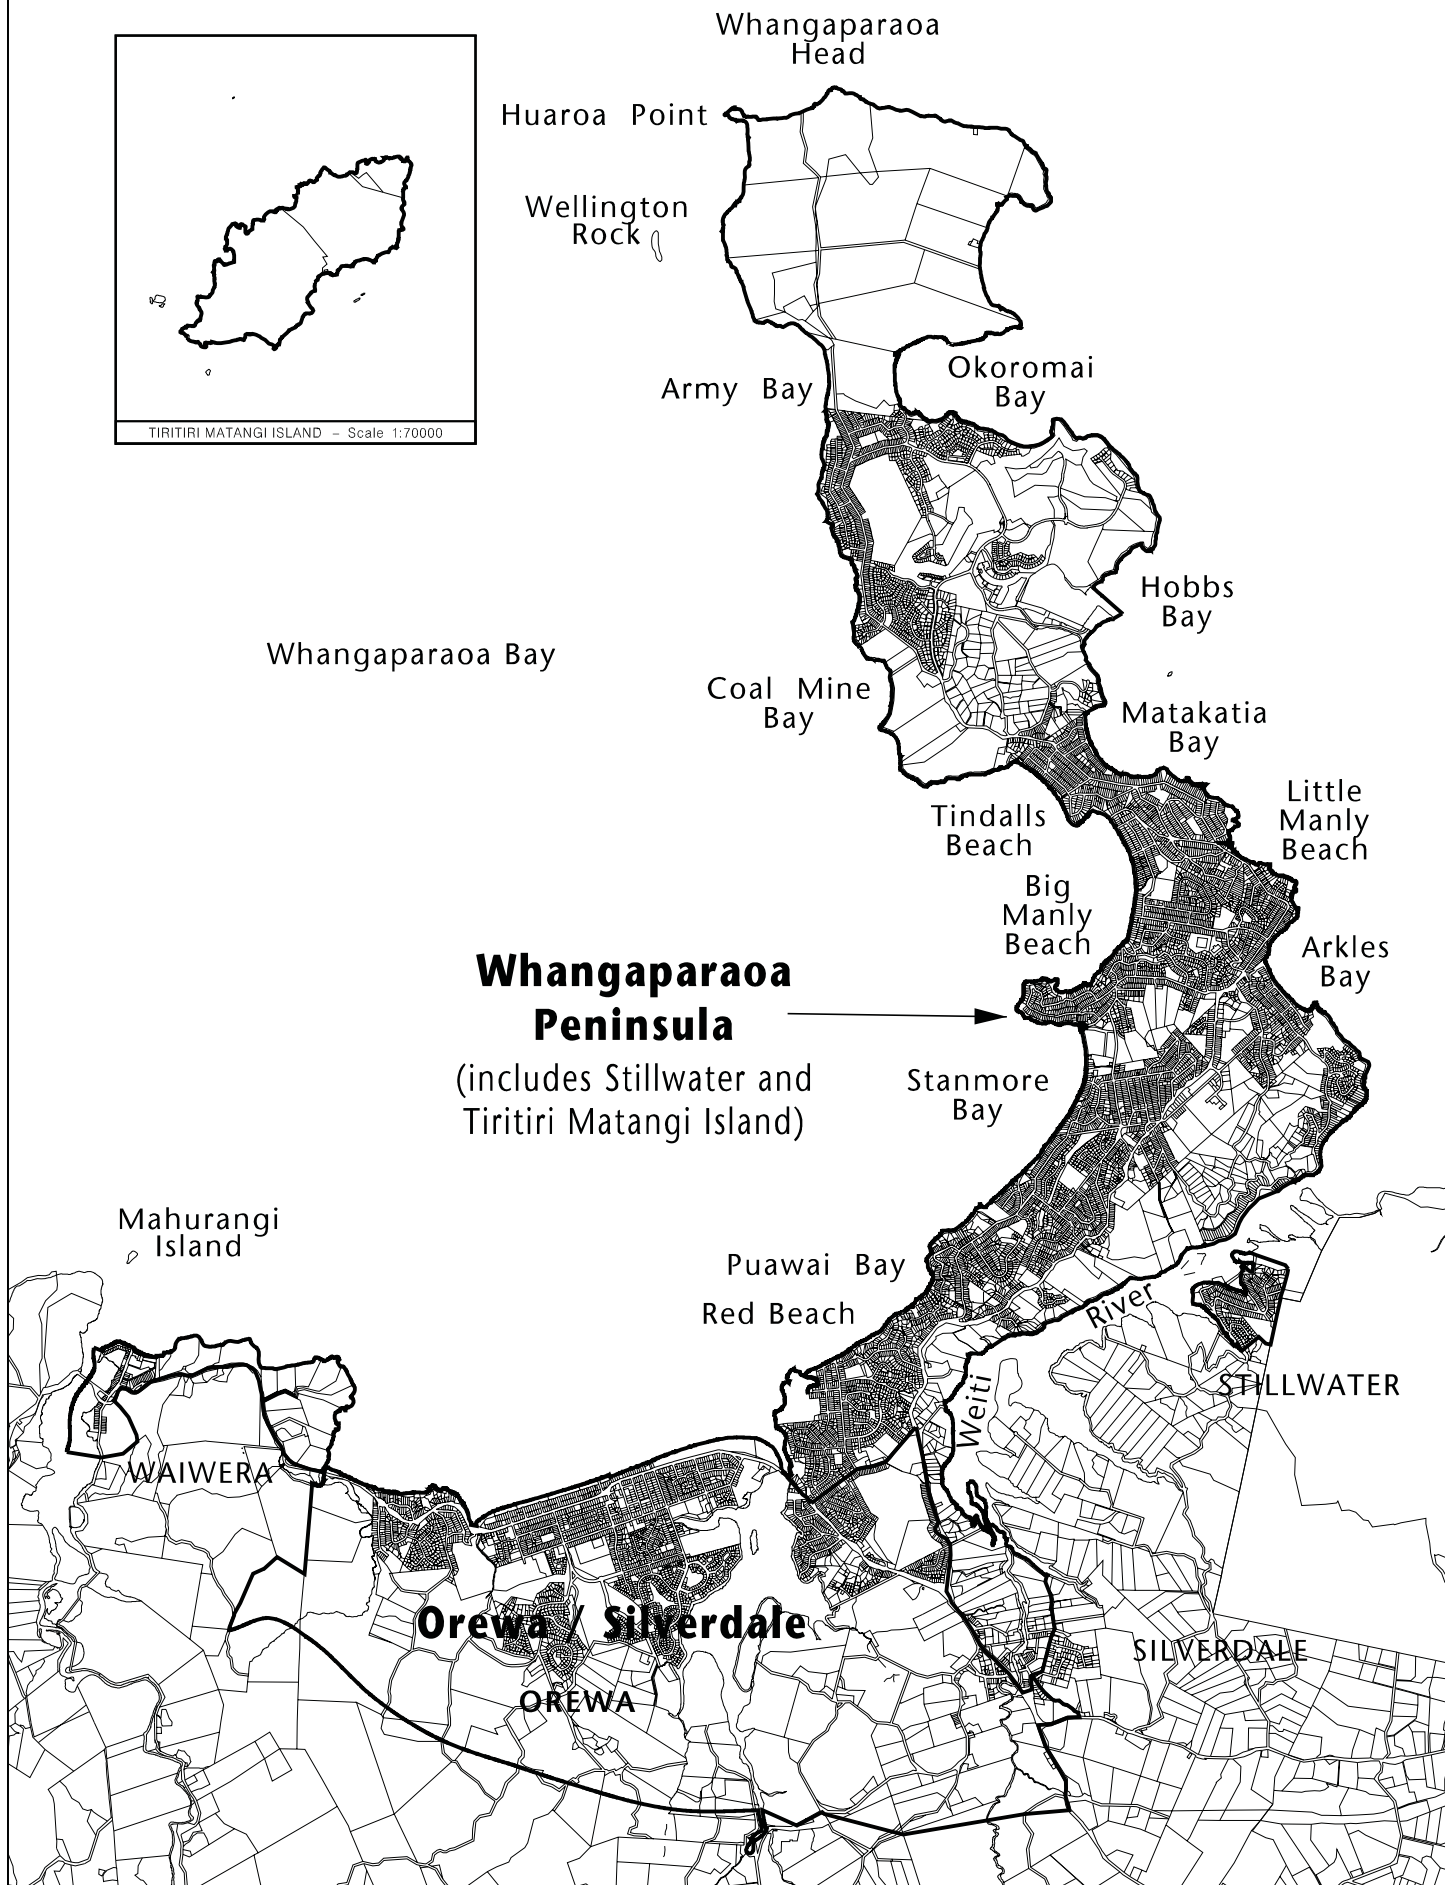 Whangaparaoa
Head
Huaroa Point
Wellington
Rock
Okoromai
Bay
Army Bay
TIRITIRI MATANGI ISLAND – Scale 1:70000
Hobbs
Bay
Whangaparaoa Bay
Coal Mine
Bay
Matakatia
Bay
Little
Manly
Beach
Tindalls
Beach
Big
Manly
Beach
Arkles
Bay
Whangaparaoa
Peninsula
(includes Stillwater and
Tiritiri Matangi Island)
Stanmore
Bay
Mahurangi
Island
Puawai Bay
Red Beach
River
Weiti
STILLWATER
WAIWERA
Orewa / Silverdale
SILVERDALE
OREWA